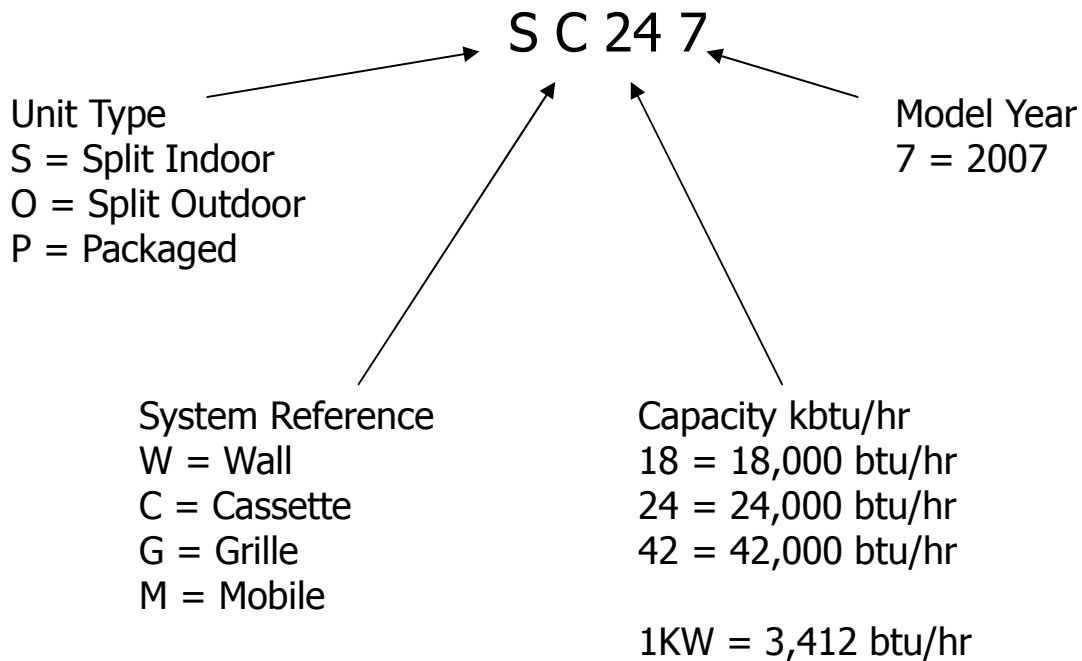 S C 24 7
Unit Type
S = Split Indoor
O = Split Outdoor
P = Packaged
Model Year
7 = 2007
System Reference
W = Wall
C = Cassette
G = Grille
M = Mobile
Capacity kbtu/hr
18 = 18,000 btu/hr
24 = 24,000 btu/hr
42 = 42,000 btu/hr
1KW = 3,412 btu/hr